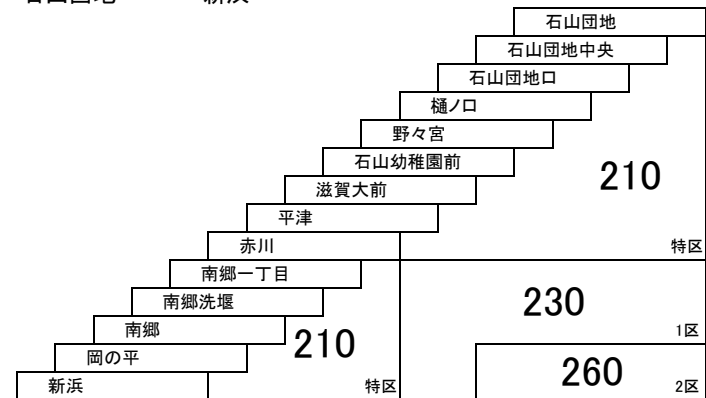 石山団地
石山団地中央
石山団地口
樋ノ口
野々宮
石山幼稚園前
210
滋賀大前
平津
赤川
特区
南郷一丁目
230
南郷洗堰
1区
南郷
210
岡の平
260
新浜
特区
2区